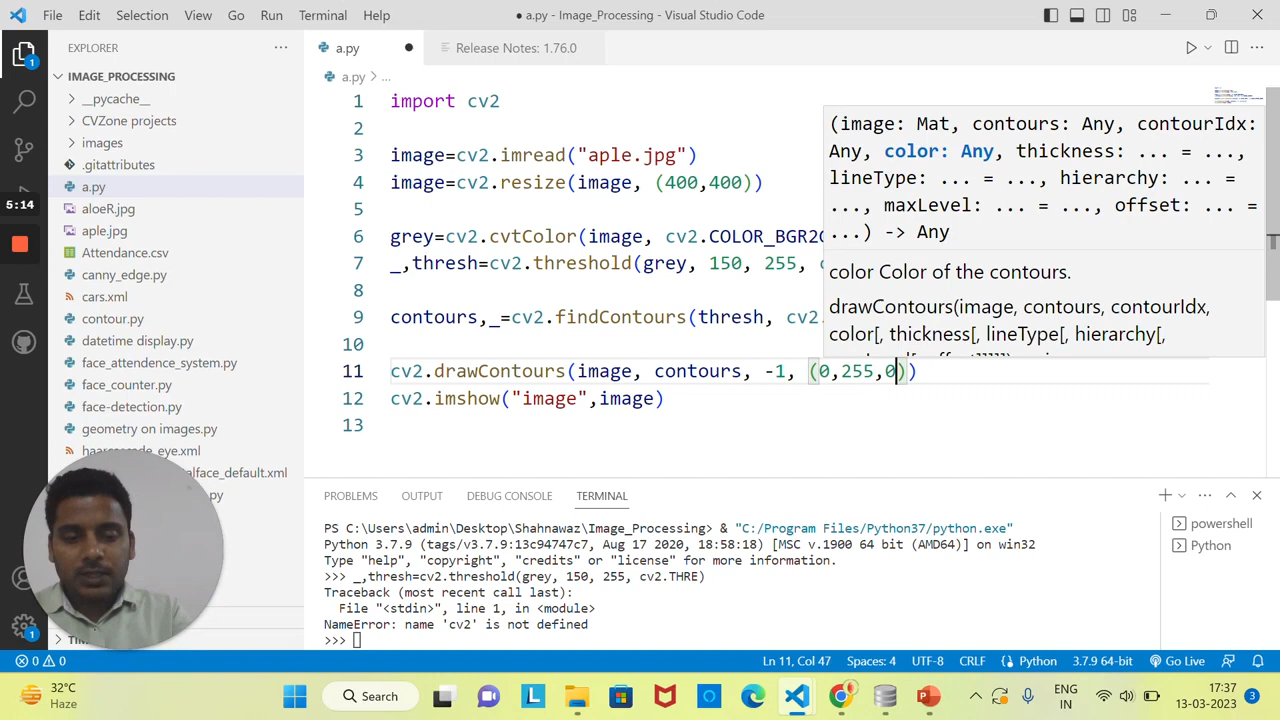 File Edit Selection View Go Run Terminal Help
● a.py - Image_Processing - Visual Studio Code
1
EXPLORER
IMAGE_PROCESSING
__pycache__
CVZone projects
images
.gitattributes
a.py
aloeR.jpg
aple.jpg
Attendance.csv
canny_edge.py
cars.xml
contour.py
datetime display.py
face_attendence_system.py
face_counter.py
face-detection.py
geometry on images.py
eye.xml
alface_default.xml
.py
5:14
1
a.py ●
Release Notes: 1.76.0
a.py > ...
1 import cv2
2
3 image=cv2.imread("aple.jpg")
4 image=cv2.resize(image, (400,400))
5
6 grey=cv2.cvtColor(image, cv2.COLOR_BGR2
7 _,thresh=cv2.threshold(grey, 150, 255,
8
9 contours,_=cv2.findContours(thresh, cv2.
10
11 cv2.drawContours(image, contours, -1, (0,255,0))
12 cv2.imshow("image",image)
13
(image: Mat, contours: Any, contourIdx:
Any, color: Any, thickness: ... = ...,
lineType: ... = ..., hierarchy: ... =
..., maxLevel: ... = ..., offset: ... =
...) -> Any
color Color of the contours.
drawContours(image, contours, contourIdx,
color[, thickness[, lineType[, hierarchy[,
PROBLEMS OUTPUT DEBUG CONSOLE TERMINAL
PS C:\Users\admin\Desktop\Shahnawaz\Image_Processing> & "C:/Program Files/Python37/python.exe"
Python 3.7.9 (tags/v3.7.9:13c94747c7, Aug 17 2020, 18:58:18) [MSC v.1900 64 bit (AMD64)] on win32
Type "help", "copyright", "credits" or "license" for more information.
>>> _,thresh=cv2.threshold(grey, 150, 255, cv2.THRE)
Traceback (most recent call last):
File "<stdin>", line 1, in <module>
NameError: name 'cv2' is not defined
>>>
powershell
Python
0 0
Ln 11, Col 47 Spaces: 4 UTF-8 CRLF Python 3.7.9 64-bit Go Live
32°C
Haze
Search
ENG
IN
17:37
13-03-2023
3